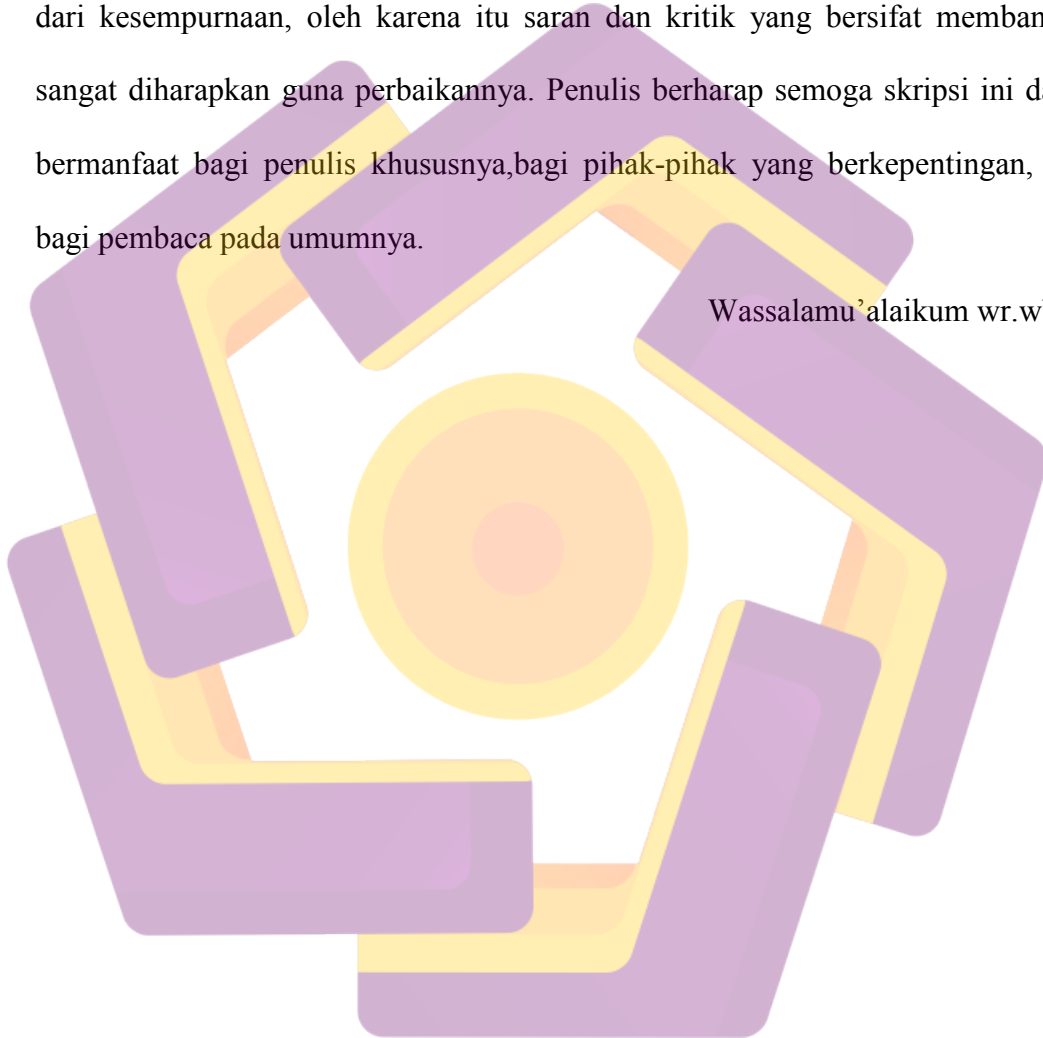 dari kesempurnaan, oleh karena itu saran dan kritik yang bersifat memban
sangat diharapkan guna perbaikannya. Penulis berharap semoga skripsi ini da
bermanfaat bagi penulis khususnya,bagi pihak-pihak yang berkepentingan,
bagi pembaca pada umumnya.
Wassalamu’alaikum wr.w